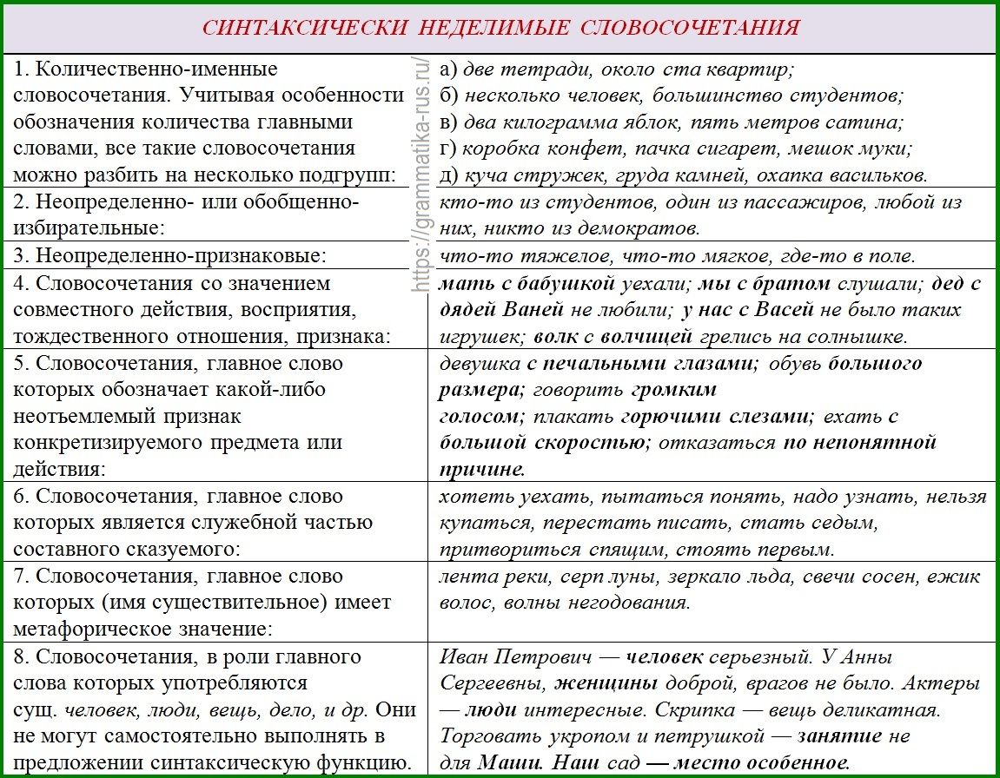 СИНТАКСИЧЕСКИ НЕДЕЛИМЫЕ СЛОВОСОЧЕТАНИЯ
1. Количественно-именные
словосочетания. Учитывая особенности
обозначения количества главными
словами, все такие словосочетания
можно разбить на несколько подгрупп:
а) две тетради, около ста квартир;
б) несколько человек, большинство студентов;
в) два килограмма яблок, пять метров сатина;
г) коробка конфет, пачка сигарет, мешок муки;
д) куча стружек, груда камней, охапка васильков.
2. Неопределенно- или обобщенно-
избирательные:
кто-то из студентов, один из пассажиров, любой из
них, никто из демократов.
3. Неопределенно-признаковые:
что-то тяжелое, что-то мягкое, где-то в поле.
4. Словосочетания со значением
совместного действия, восприятия,
тождественного отношения, признака:
мать с бабушкой уехали; мы с братом слушали; дед с
дядей Ваней не любили; у нас с Васей не было таких
игрушек; волк с волчицей грелись на солнышке.
5. Словосочетания, главное слово
которых обозначает какой-либо
неотъемлемый признак
конкретизируемого предмета или
действия:
девушка с печальными глазами; обувь большого
размера; говорить громким
голосом; плакать горючими слезами; ехать с
большой скоростью; отказаться по непонятной
причине.
6. Словосочетания, главное слово
которых является служебной частью
составного сказуемого:
хотеть уехать, пытаться понять, надо узнать, нельзя
купаться, перестать писать, стать седым,
притвориться спящим, стоять первым.
7. Словосочетания, главное слово
которых (имя существительное) имеет
метафорическое значение:
лента реки, серп луны, зеркало льда, свечи сосен, ежик
волос, волны негодования.
8. Словосочетания, в роли главного
слова которых употребляются
сущ. человек, люди, вещь, дело, и др. Они
не могут самостоятельно выполнять в
предложении синтаксическую функцию.
Иван Петрович — человек серьезный. У Анны
Сергеевны, женщины доброй, врагов не было. Актеры
— люди интересные. Скрипка — вещь деликатная.
Торговать укропом и петрушкой — занятие не
для Маши. Наш сад — место особенное.
https://grammatika-rus.ru/